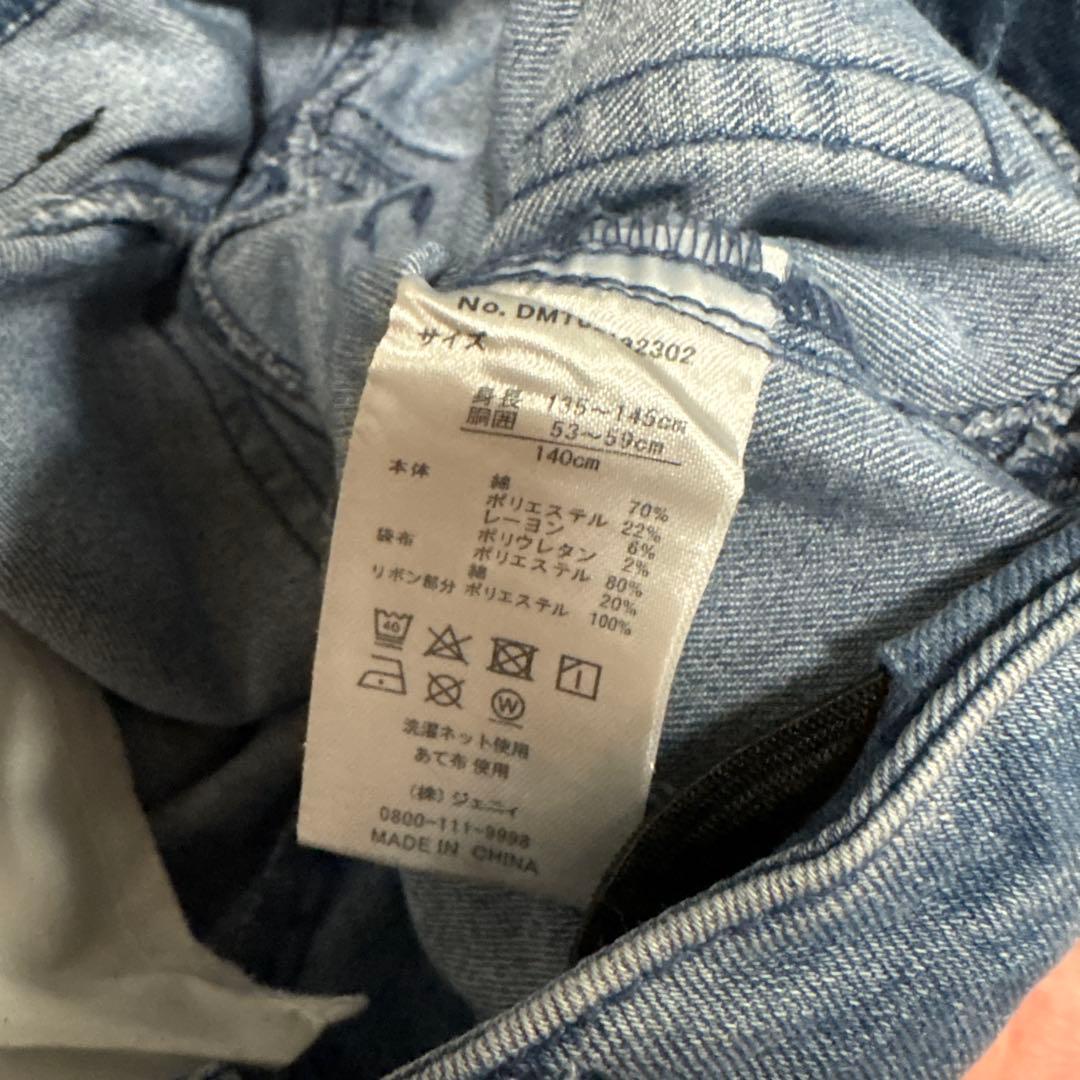 No.
サイズ
身長 135～145cm
胴囲 53～59cm
140cm
本体 綿 70%
ポリエステル 22%
レーヨン 6%
ポリウレタン 2%
袋布 ポリエステル 80%
綿 20%
リボン部分 ポリエステル 100%
40
W
洗濯ネット使用
あて布 使用
(株) ジェニィ
0800-111-9998
MADE IN CHINA